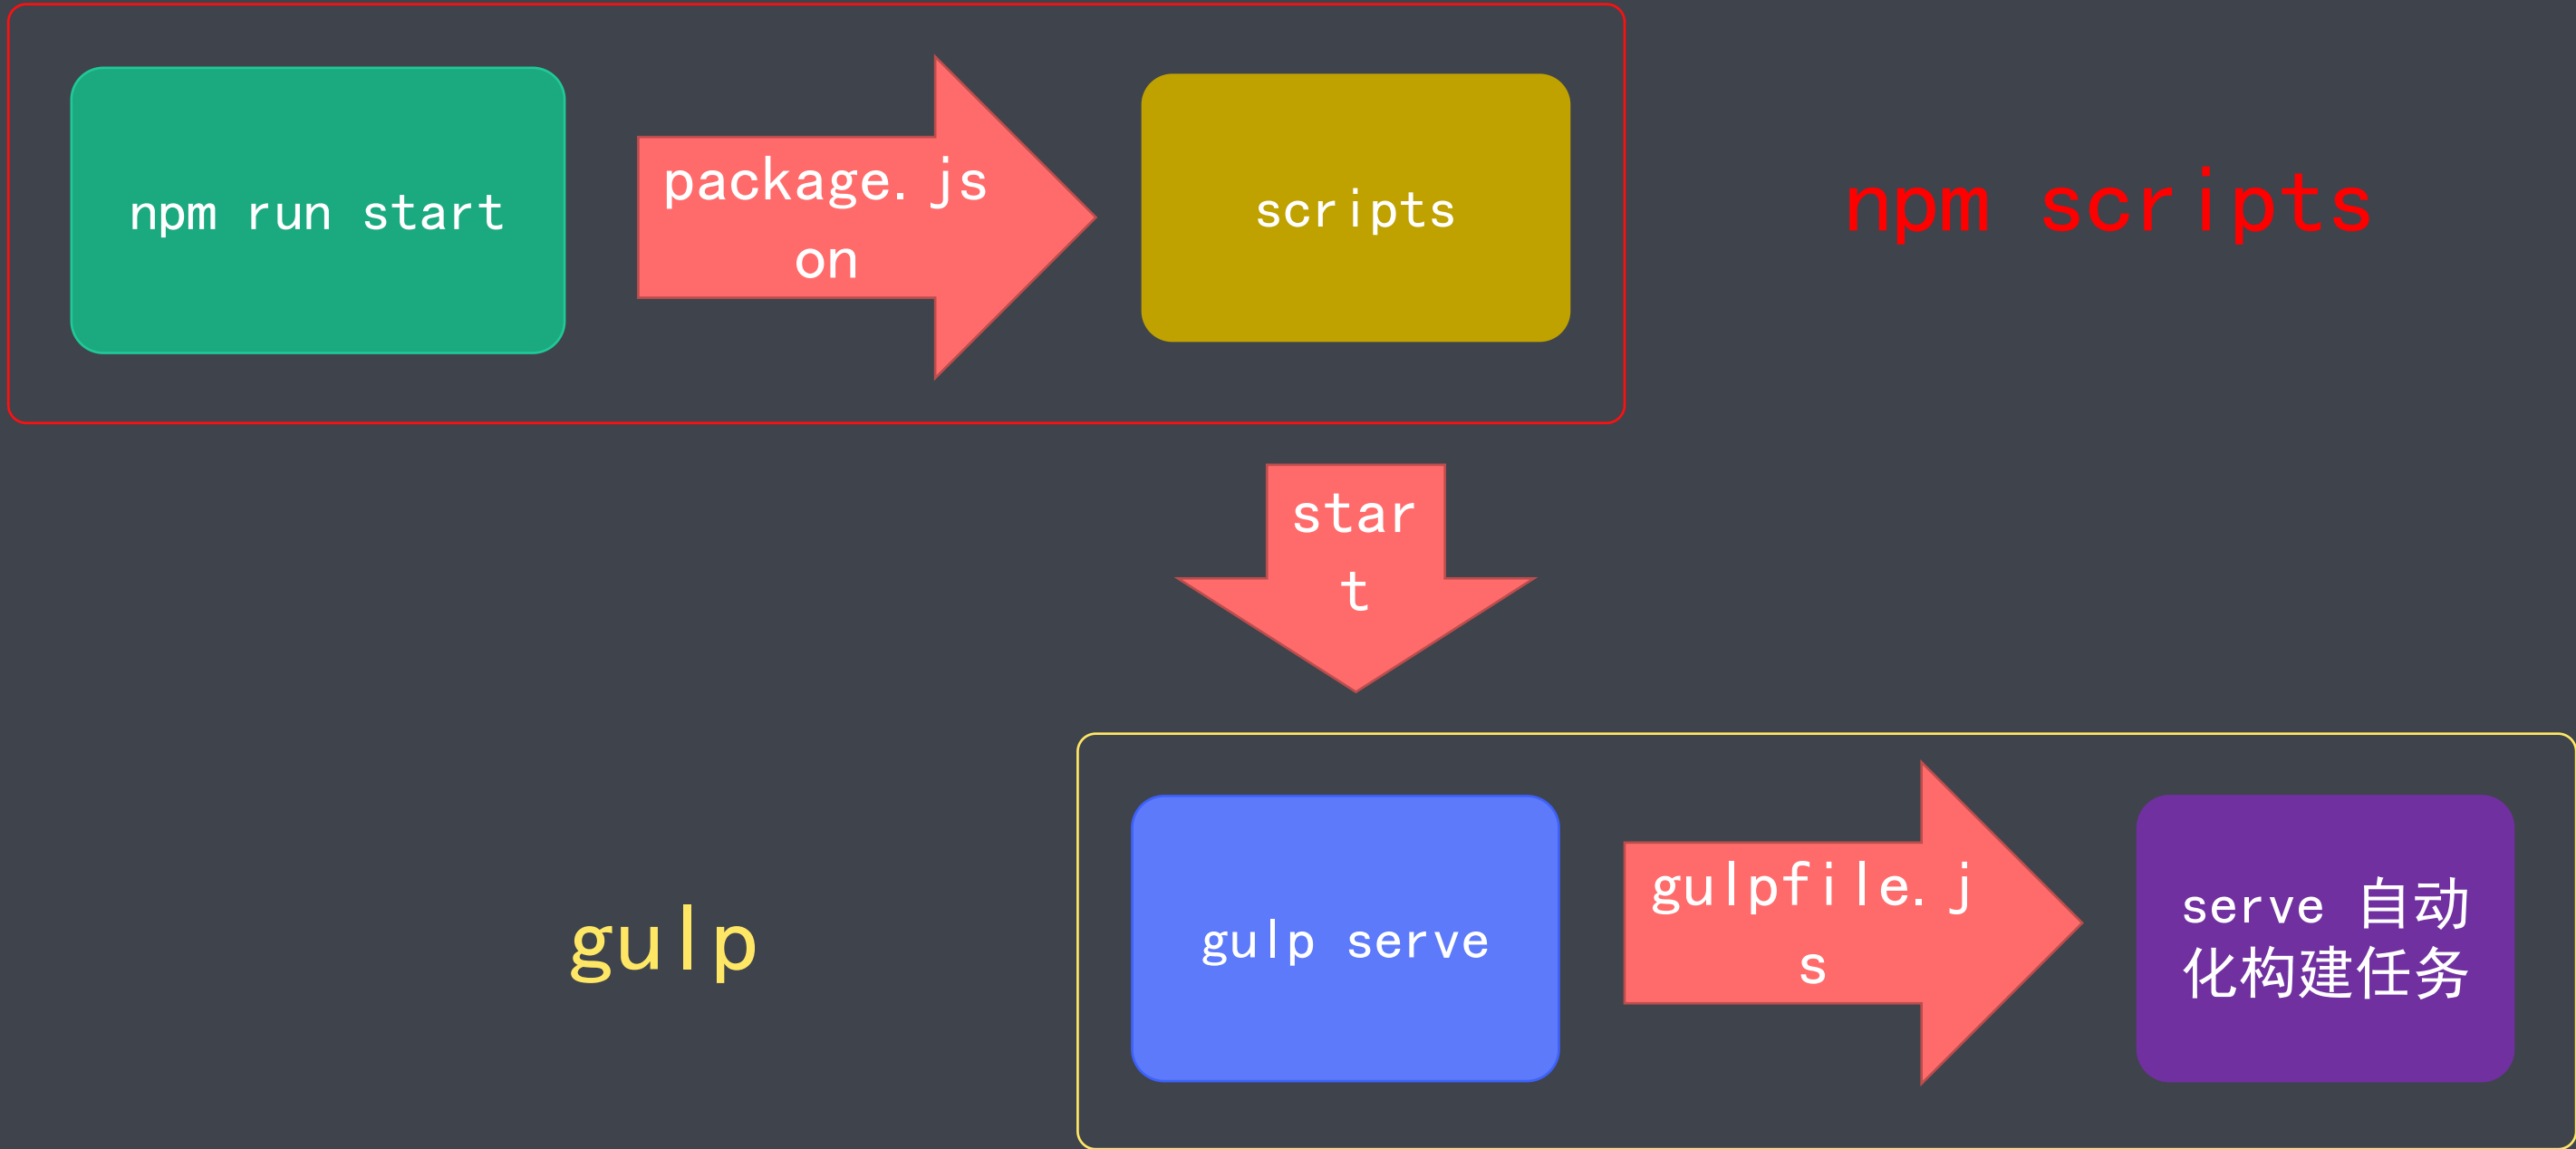 npm run start
package.js
on
scripts
npm scripts
star
t
gulp
gulp serve
gulpfile.j
s
serve 自动
化构建任务